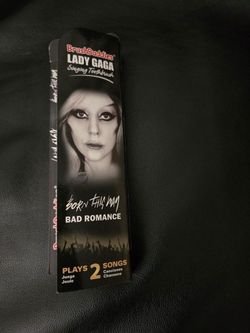 BrushBuddies
LADY GAGA
Singing Toothbrush
BORN THIS WAY
BAD ROMANCE
PLAYS 2 SONGS
Juega
Canciones
Joue
Chansons